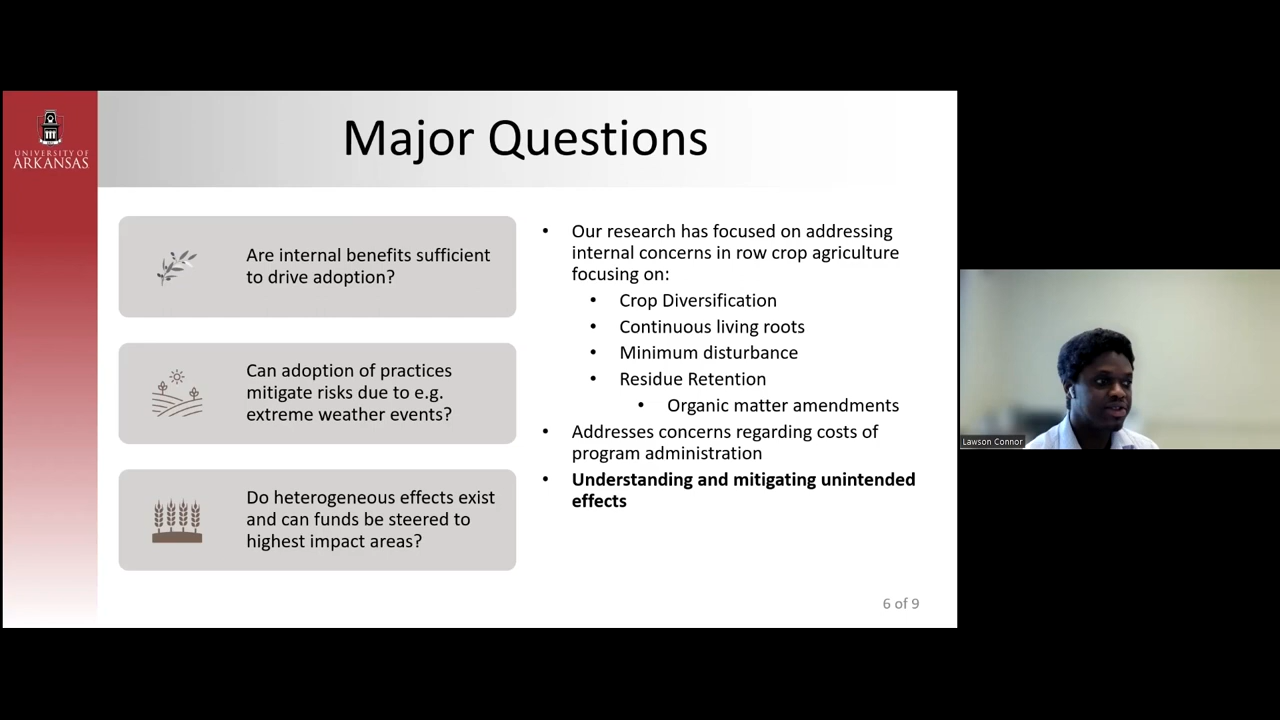 UNIVERSITY OF
ARKANSAS
Major Questions
Are internal benefits sufficient
to drive adoption?
Can adoption of practices
mitigate risks due to e.g.
extreme weather events?
Do heterogeneous effects exist
and can funds be steered to
highest impact areas?
• Our research has focused on addressing
internal concerns in row crop agriculture
focusing on:
• Crop Diversification
• Continuous living roots
• Minimum disturbance
• Residue Retention
• Organic matter amendments
• Addresses concerns regarding costs of
program administration
• Understanding and mitigating unintended
effects
6 of 9
Lawson Connor